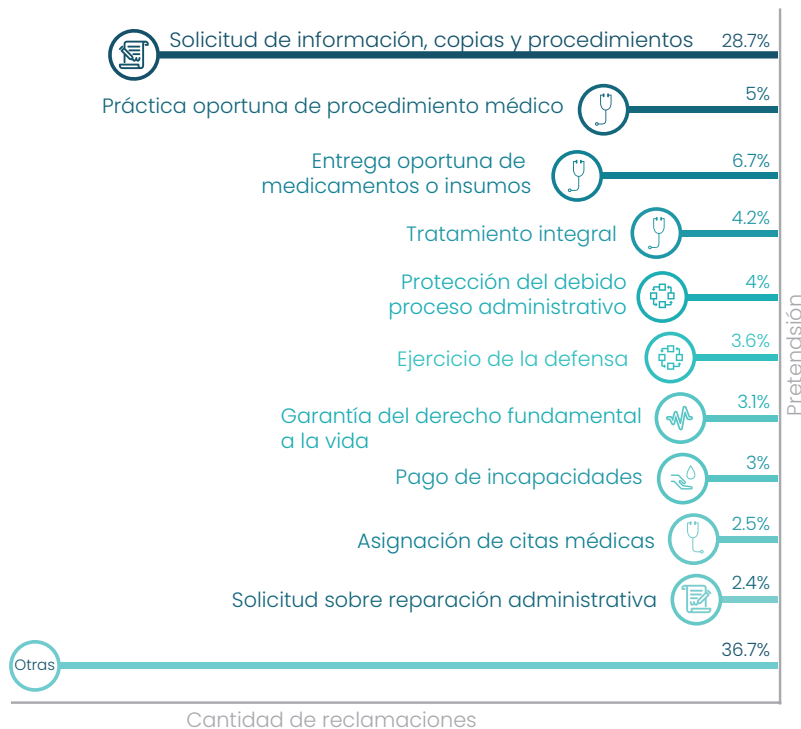 Solicitud de información, copias y procedimientos 28.7%
Práctica oportuna de procedimiento médico 5%
Entrega oportuna de 6.7%
medicamentos o insumos
Tratamiento integral 4.2%
Protección del debido 4%
proceso administrativo
Ejercicio de la defensa 3.6%
Garantía del derecho fundamental 3.1%
a la vida
Pago de incapacidades 3%
Asignación de citas médicas 2.5%
Solicitud sobre reparación administrativa 2.4%
Otras 36.7%
Pretendsión
Cantidad de reclamaciones